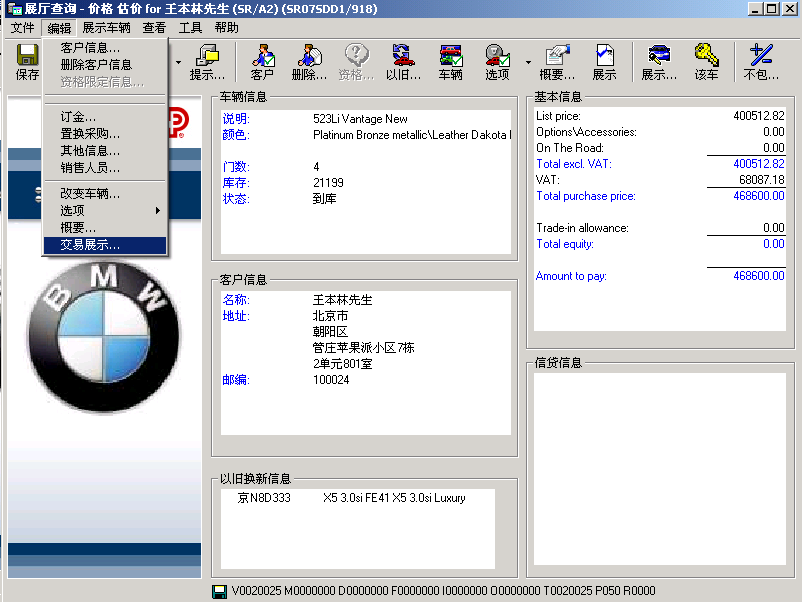 展厅查询 - 价格 估价 for 王本林先生 (SR/A2) (SR07SDD1/918)
文件 编辑 展示车辆 查看 工具 帮助
保存 提示... 客户 删除... 资格... 以旧... 车辆 选项 概要... 展示 展示... 该车 不包...
客户信息...
删除客户信息
资格限定信息...
订金...
置换采购...
其他信息...
销售人员...
改变车辆...
选项
概要...
交易展示...
BMW
车辆信息
说明: 523Li Vantage New
颜色: Platinum Bronze metallic\Leather Dakota
门数: 4
库存: 21199
状态: 到库
客户信息
名称: 王本林先生
地址: 北京市
朝阳区
管庄苹果派小区7栋
2单元801室
邮编: 100024
以旧换新信息
京N8D333 X5 3.0si FE41 X5 3.0si Luxury
基本信息
List price: 400512.82
Options\Accessories: 0.00
On The Road: 0.00
Total excl. VAT: 400512.82
VAT: 68087.18
Total purchase price: 468600.00
Trade-in allowance: 0.00
Total equity: 0.00
Amount to pay: 468600.00
信贷信息
V0020025 M0000000 D0000000 F0000000 I0000000 O0000000 T0020025 P050 R0000